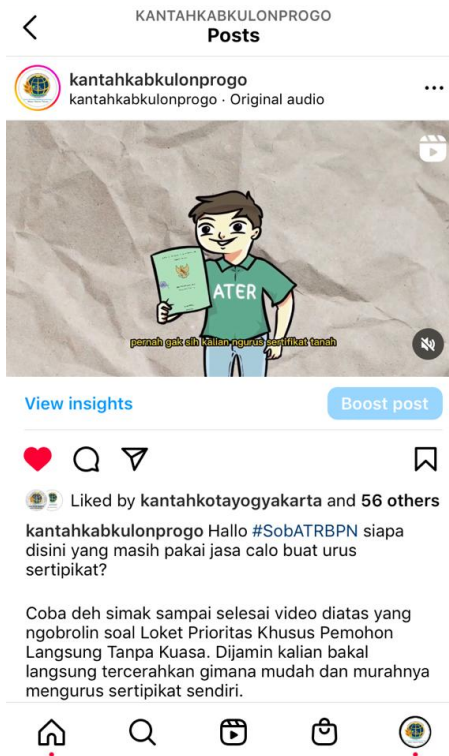 KANTAHKABKULONPROGO
Posts
kantahkabkulonprogo
kantahkabkulonprogo · Original audio
ATER
pernah gak sih kalian ngurus sertifikat tanah
View insights
Boost post
Liked by kantahkotayogyakarta and 56 others
kantahkabkulonprogo Hallo #SobATRBPN siapa
disini yang masih pakai jasa calo buat urus
sertipikat?
Coba deh simak sampai selesai video diatas yang
ngobrolin soal Loket Prioritas Khusus Pemohon
Langsung Tanpa Kuasa. Dijamin kalian bakal
langsung tercerahkan gimana mudah dan murahnya
mengurus sertipikat sendiri.